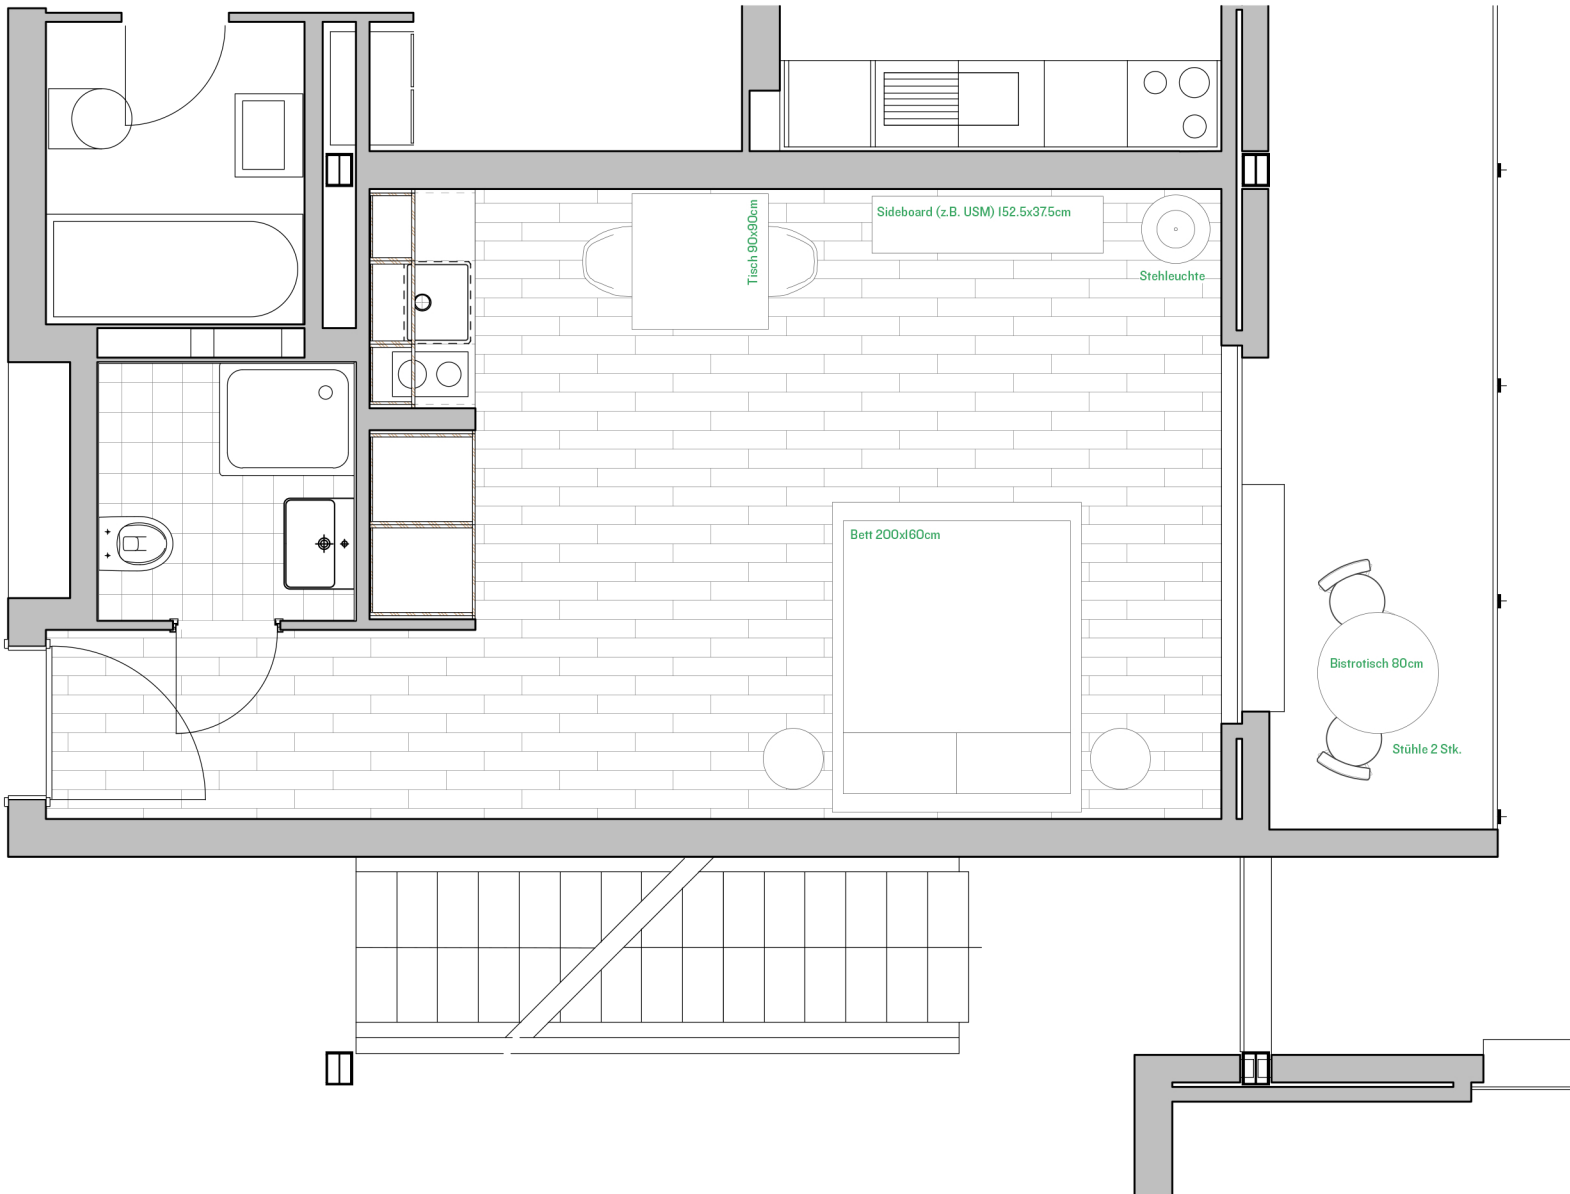 Sideboard (z.B. USM) 152.5x37.5cm
Tisch 90x90cm
Stehleuchte
Bett 200x160cm
Bistrotisch 80cm
Stühle 2 Stk.